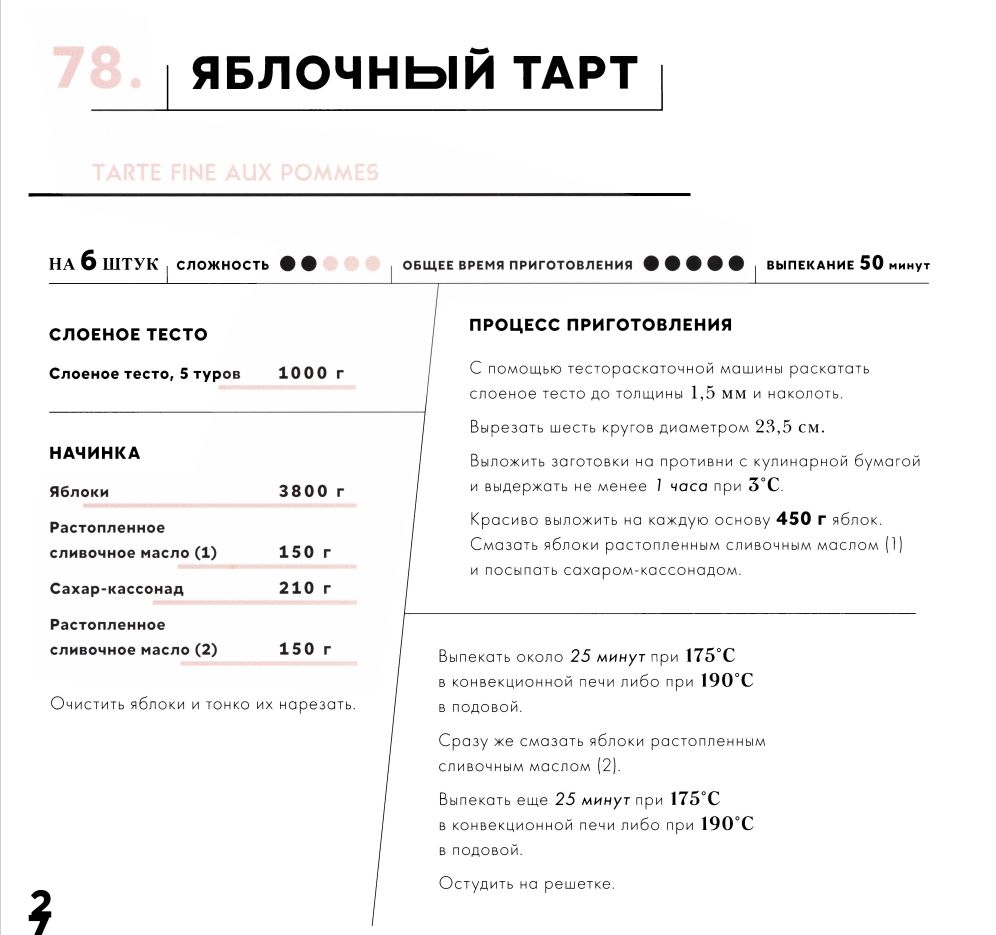 78.
ЯБЛОЧНЫЙ ТАРТ
TARTE FINE AUX POMMES
НА 6 ШТУК
СЛОЖНОСТЬ
ОБЩЕЕ ВРЕМЯ ПРИГОТОВЛЕНИЯ
ВЫПЕКАНИЕ 50 минут
СЛОЕНОЕ ТЕСТО
Слоеное тесто, 5 туров 1000 г
НАЧИНКА
Яблоки 3800 г
Растопленное
сливочное масло (1) 150 г
Сахар-кассонад 210 г
Растопленное
сливочное масло (2) 150 г
Очистить яблоки и тонко их нарезать.
ПРОЦЕСС ПРИГОТОВЛЕНИЯ
С помощью тестораскаточной машины раскатать
слоеное тесто до толщины 1,5 мм и наколоть.
Вырезать шесть кругов диаметром 23,5 см.
Выложить заготовки на противни с кулинарной бумагой
и выдержать не менее 1 часа при 3°C.
Красиво выложить на каждую основу 450 г яблок.
Смазать яблоки растопленным сливочным маслом (1)
и посыпать сахаром-кассонадом.
Выпекать около 25 минут при 175°C
в конвекционной печи либо при 190°C
в подовой.
Сразу же смазать яблоки растопленным
сливочным маслом (2).
Выпекать еще 25 минут при 175°C
в конвекционной печи либо при 190°C
в подовой.
Остудить на решетке.
2
7